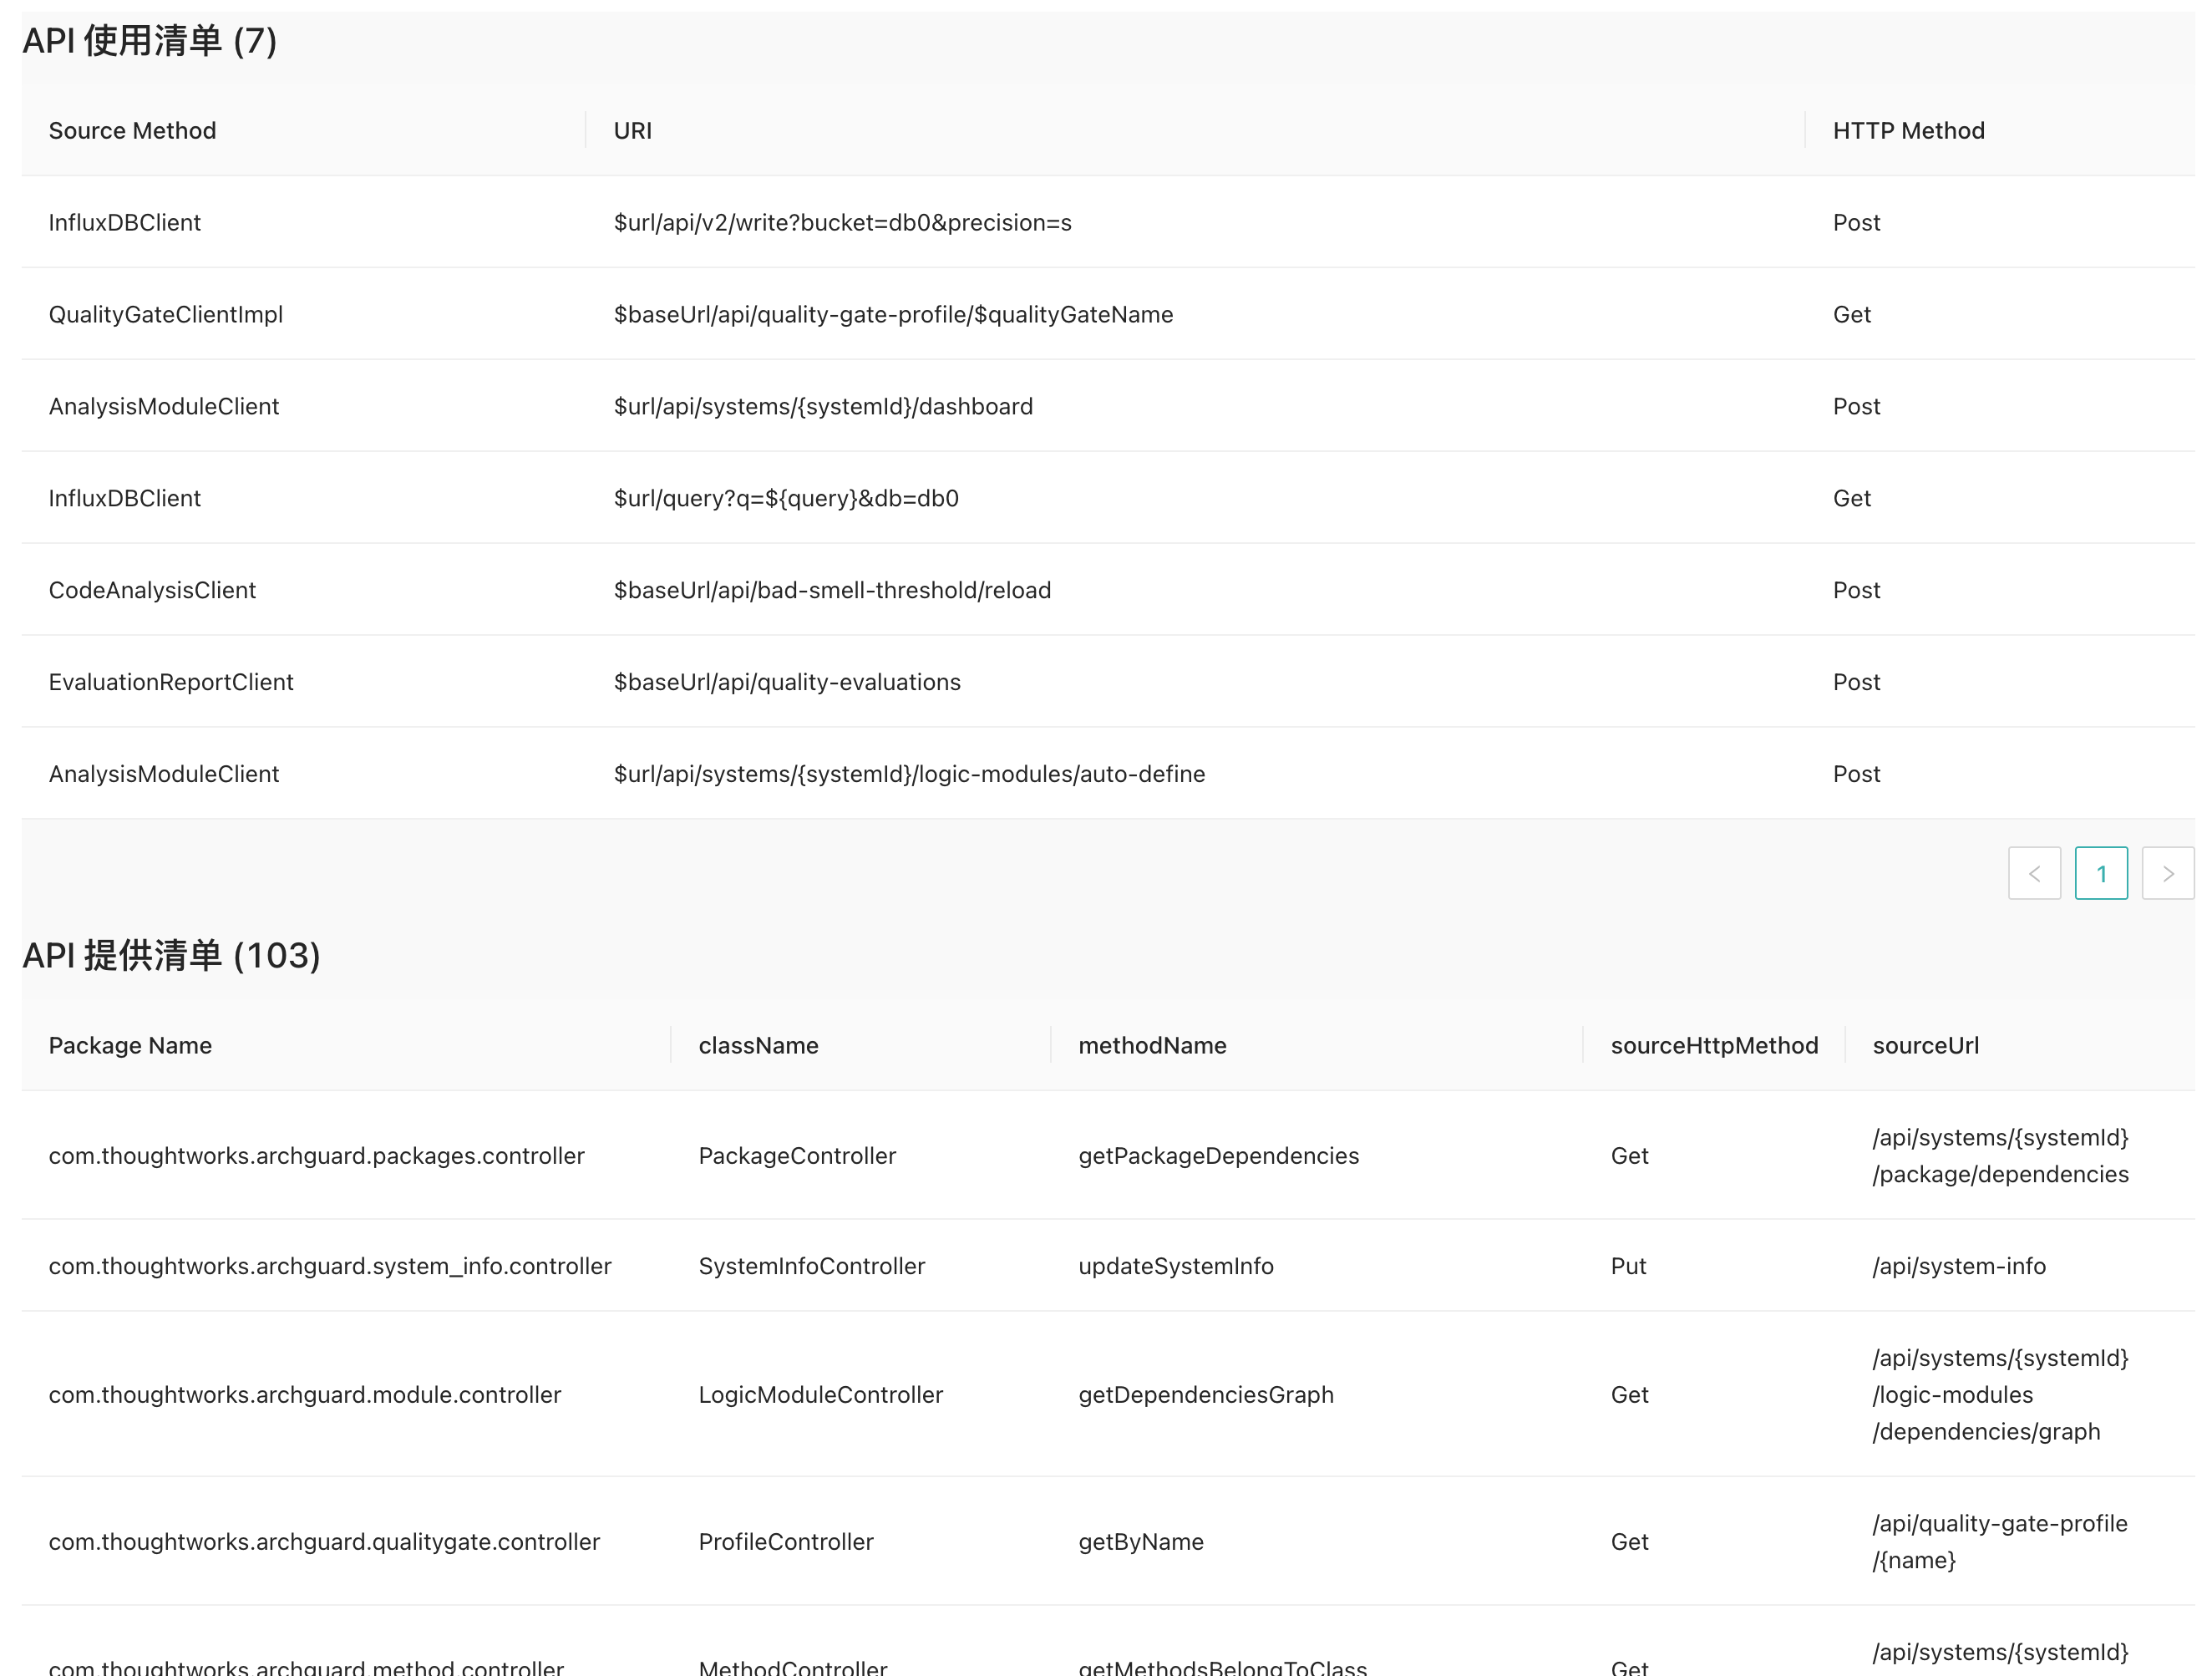 API 使用清单 (7)
Source Method URI HTTP Method
InfluxDBClient $url/api/v2/write?bucket=db0&precision=s Post
QualityGateClientImpl $baseUrl/api/quality-gate-profile/$qualityGateName Get
AnalysisModuleClient $url/api/systems/{systemId}/dashboard Post
InfluxDBClient $url/query?q=${query}&db=db0 Get
CodeAnalysisClient $baseUrl/api/bad-smell-threshold/reload Post
EvaluationReportClient $baseUrl/api/quality-evaluations Post
AnalysisModuleClient $url/api/systems/{systemId}/logic-modules/auto-define Post
< 1 >
API 提供清单 (103)
Package Name className methodName sourceHttpMethod sourceUrl
com.thoughtworks.archguard.packages.controller PackageController getPackageDependencies Get /api/systems/{systemId}
/package/dependencies
com.thoughtworks.archguard.system_info.controller SystemInfoController updateSystemInfo Put /api/system-info
com.thoughtworks.archguard.module.controller LogicModuleController getDependenciesGraph Get /api/systems/{systemId}
/logic-modules
/dependencies/graph
com.thoughtworks.archguard.qualitygate.controller ProfileController getByName Get /api/quality-gate-profile
/{name}
com.thoughtworks.archguard.method.controller MethodController getMethodsBelongToClass Get /api/systems/{systemId}